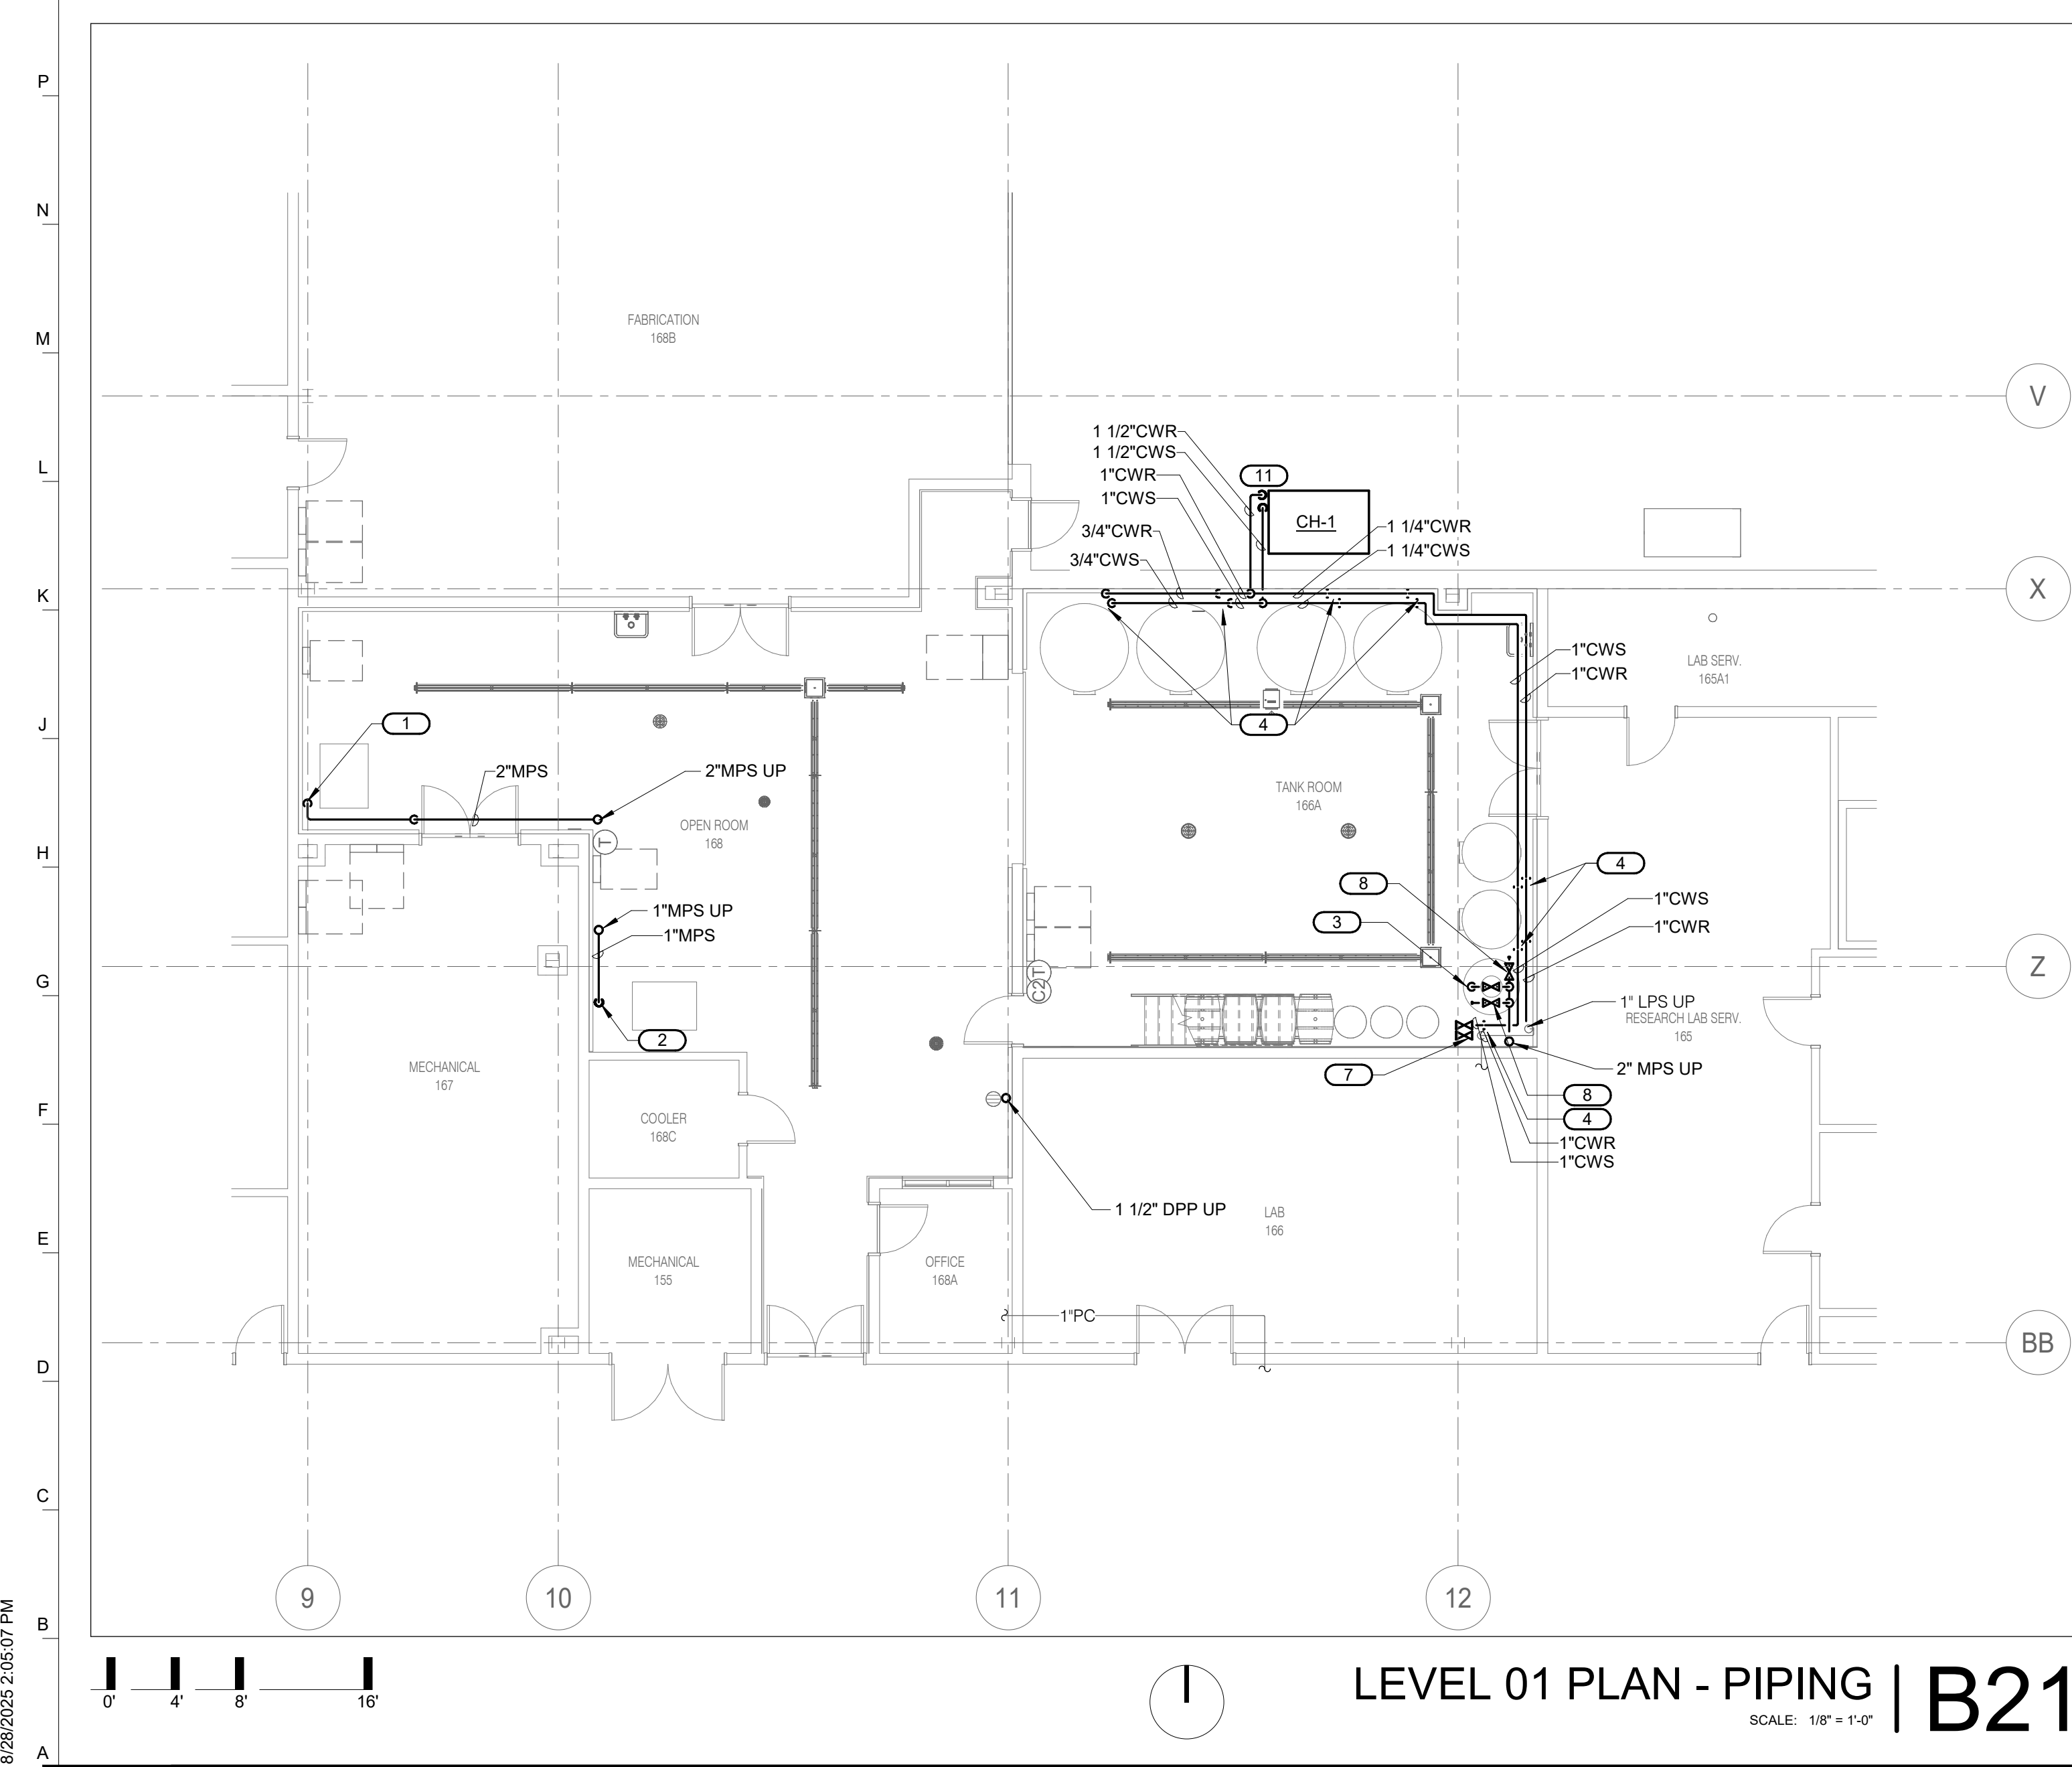 P
N
M
FABRICATION
168B
V
L
1 1/2"CWR
1 1/2"CWS
1"CWR
1"CWS
3/4"CWR
3/4"CWS
11
CH-1
1 1/4"CWR
1 1/4"CWS
K
X
1"CWS
1"CWR
LAB SERV.
165A1
J
1
4
2"MPS
2"MPS UP
TANK ROOM
166A
OPEN ROOM
168
T
H
8
4
3
1"CWS
1"CWR
1"MPS UP
1"MPS
G
T
C2
Z
2
1" LPS UP
RESEARCH LAB SERV.
165
MECHANICAL
167
7
2" MPS UP
8
4
1"CWR
1"CWS
F
COOLER
168C
1 1/2" DPP UP
E
LAB
166
MECHANICAL
155
OFFICE
168A
1"PC
BB
D
C
9
10
11
12
B
0'
4'
8'
16'
LEVEL 01 PLAN - PIPING
SCALE: 1/8" = 1'-0"
B21
A
8/28/2025 2:05:07 PM